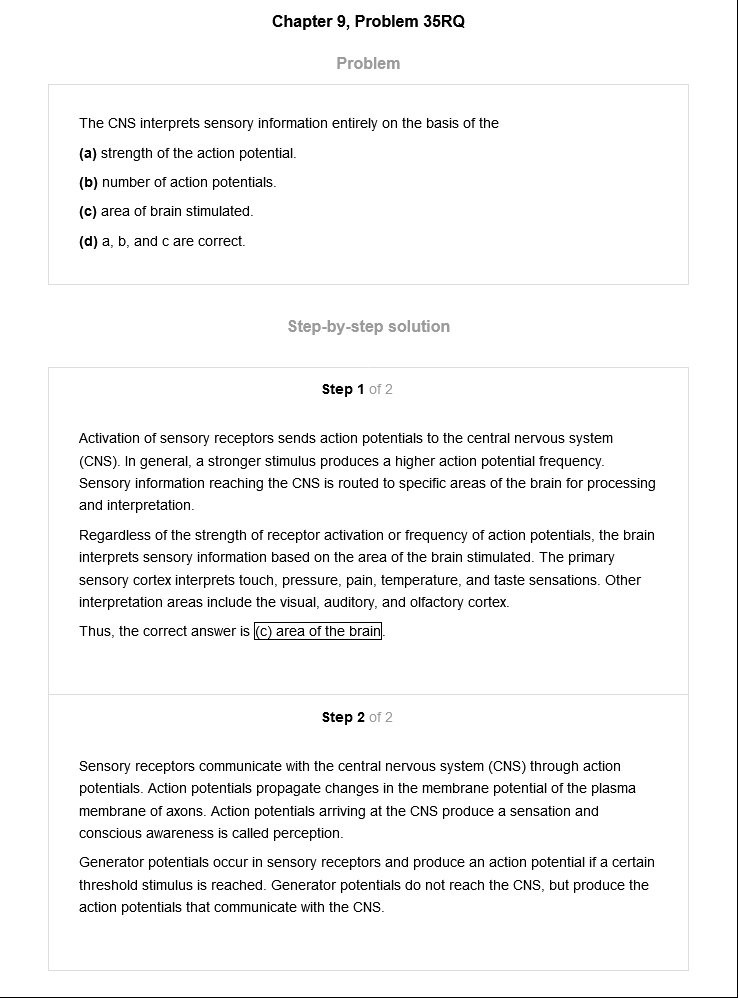 Chapter 9, Problem 35RQ
Problem
The CNS interprets sensory information entirely on the basis of the
(a) strength of the action potential.
(b) number of action potentials.
(c) area of brain stimulated.
(d) a, b, and c are correct.
Step-by-step solution
Step 1 of 2
Activation of sensory receptors sends action potentials to the central nervous system
(CNS). In general, a stronger stimulus produces a higher action potential frequency.
Sensory information reaching the CNS is routed to specific areas of the brain for processing
and interpretation.
Regardless of the strength of receptor activation or frequency of action potentials, the brain
interprets sensory information based on the area of the brain stimulated. The primary
sensory cortex interprets touch, pressure, pain, temperature, and taste sensations. Other
interpretation areas include the visual, auditory, and olfactory cortex.
Thus, the correct answer is (c) area of the brain.
Step 2 of 2
Sensory receptors communicate with the central nervous system (CNS) through action
potentials. Action potentials propagate changes in the membrane potential of the plasma
membrane of axons. Action potentials arriving at the CNS produce a sensation and
conscious awareness is called perception.
Generator potentials occur in sensory receptors and produce an action potential if a certain
threshold stimulus is reached. Generator potentials do not reach the CNS, but produce the
action potentials that communicate with the CNS.